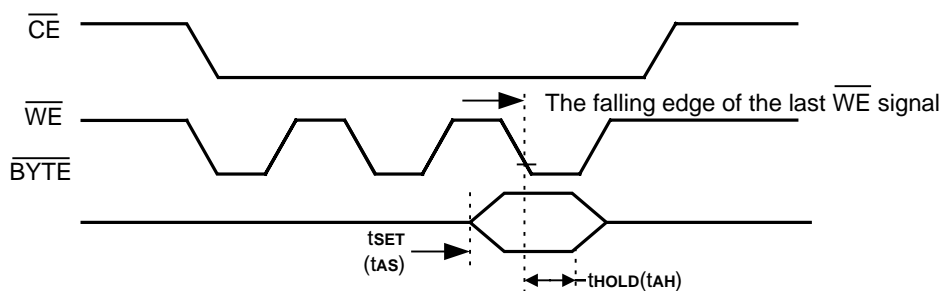 CE
WE
The falling edge of the last WE signal
BYTE
tSET
(tAS)
tHOLD(tAH)